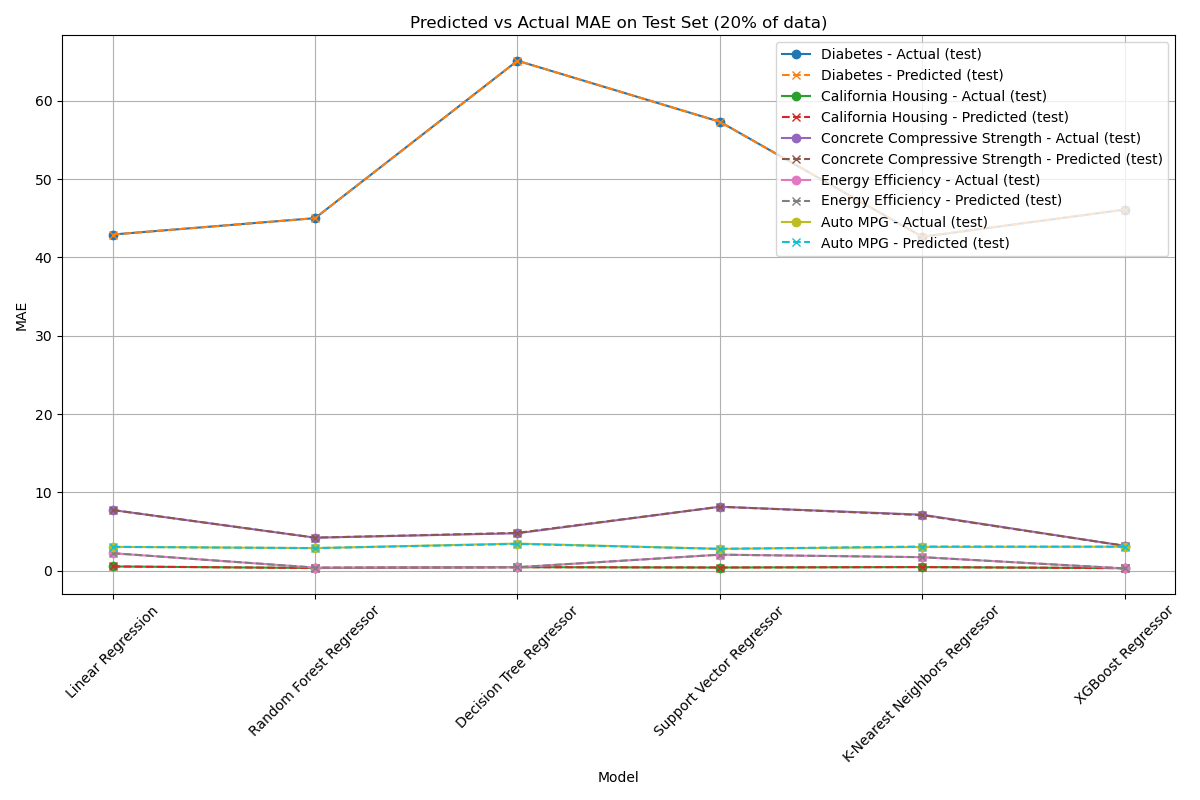 Predicted vs Actual MAE on Test Set (20% of data)
Diabetes - Actual (test)
Diabetes - Predicted (test)
California Housing - Actual (test)
California Housing - Predicted (test)
Concrete Compressive Strength - Actual (test)
Concrete Compressive Strength - Predicted (test)
Energy Efficiency - Actual (test)
Energy Efficiency - Predicted (test)
Auto MPG - Actual (test)
Auto MPG - Predicted (test)
60
50
40
30
20
10
0
MAE
Linear Regression
Random Forest Regressor
Decision Tree Regressor
Support Vector Regressor
K-Nearest Neighbors Regressor
XGBoost Regressor
Model